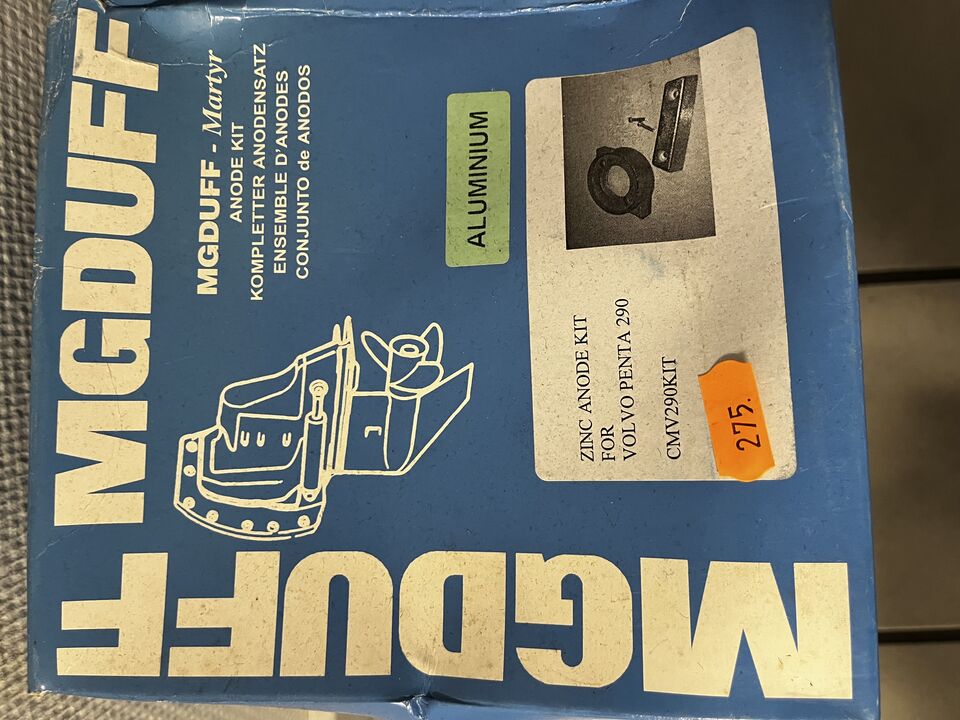 MGDUFF
MGDUFF - Martyr
ANODE KIT
KOMPLETTER ANODENSATZ
ENSEMBLE D'ANODES
CONJUNTO de ANODOS
ALUMINIUM
ZINC ANODE KIT
FOR
VOLVO PENTA 290
CMV290KIT
275.
MGDUFF